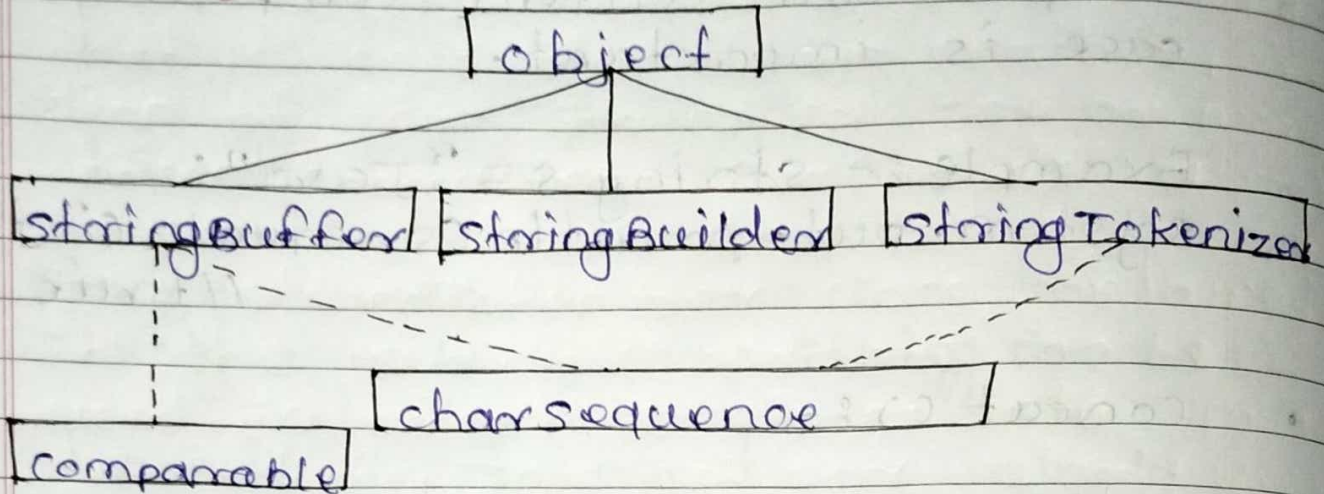 object
stringBuffer stringBuilder stringTokenizer
charsequence
comparable